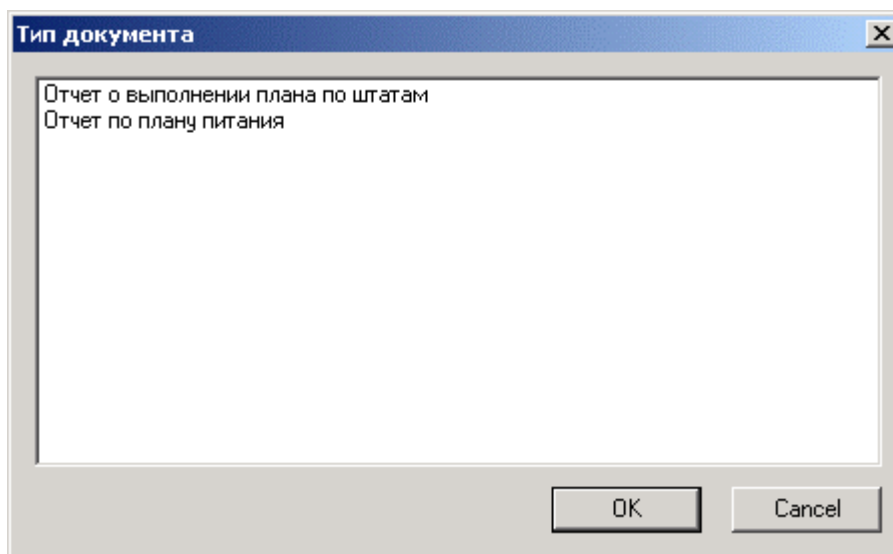 Тип документа
Отчет о выполнении плана по штатам
Отчет по плану питания
OK
Cancel